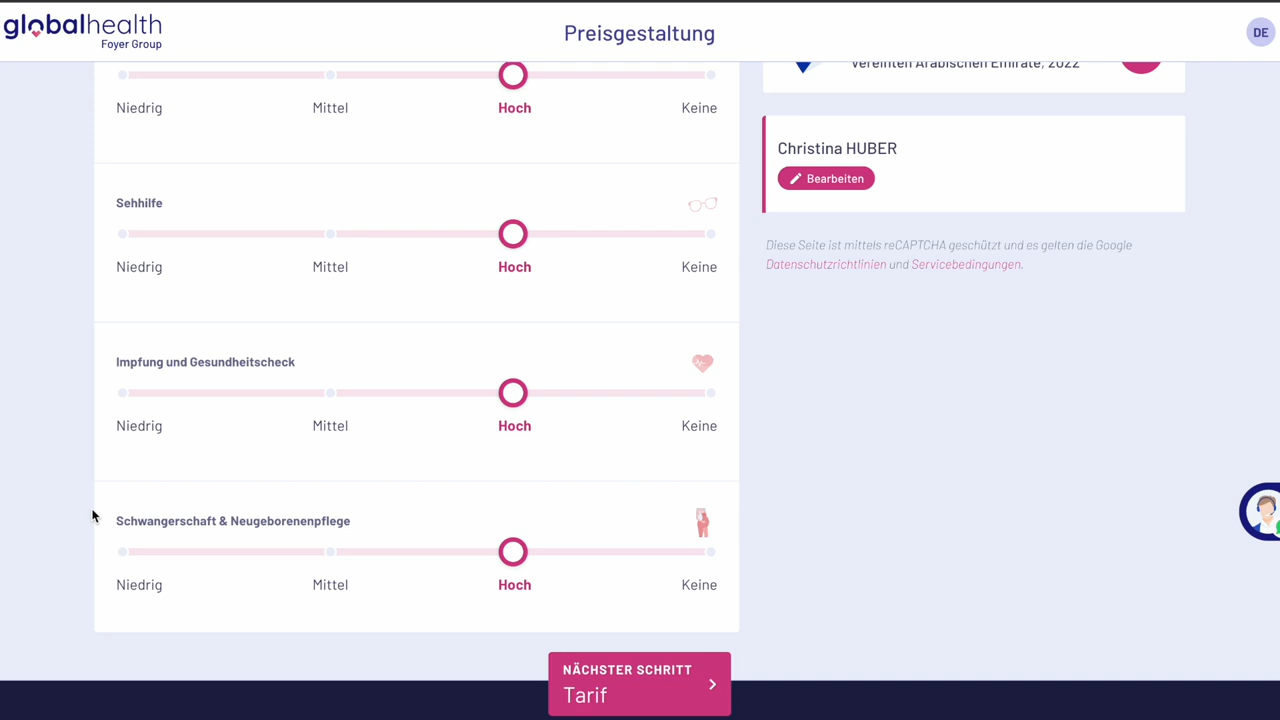 globalhealth
Foyer Group
Preisgestaltung
DE
Niedrig
Mittel
Hoch
Keine
Sehhilfe
Niedrig
Mittel
Hoch
Keine
Impfung und Gesundheitscheck
Niedrig
Mittel
Hoch
Keine
Schwangerschaft & Neugeborenenpflege
Niedrig
Mittel
Hoch
Keine
Vereinten Arabischen Emirate, 2022
Christina HUBER
Bearbeiten
Diese Seite ist mittels reCAPTCHA geschützt und es gelten die Google
Datenschutzrichtlinien und Servicebedingungen.
NÄCHSTER SCHRITT
Tarif